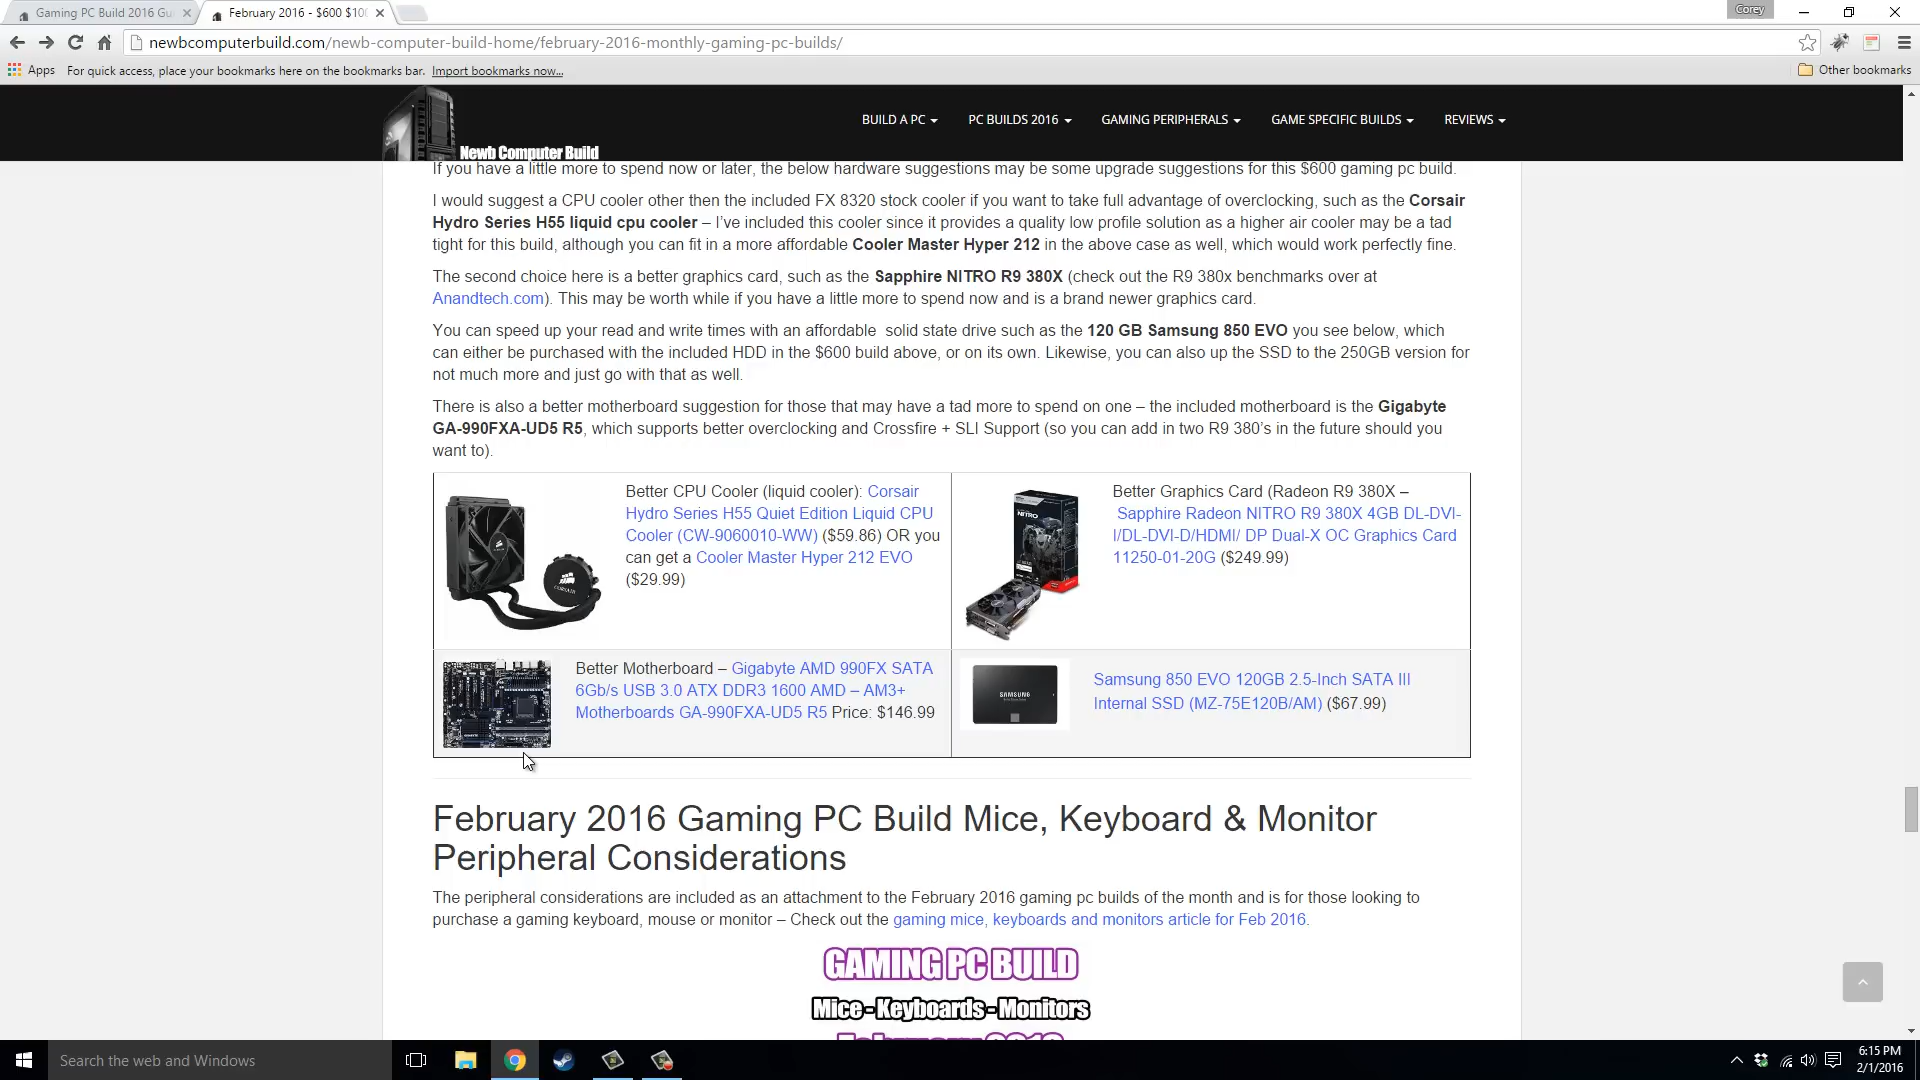 Gaming PC Build 2016 Gu
February 2016 - $600 $100
Corey
newbcomputerbuild.com/newb-computer-build-home/february-2016-monthly-gaming-pc-builds/
Apps For quick access, place your bookmarks here on the bookmarks bar. Import bookmarks now... Other bookmarks
Newb Computer Build
BUILD A PC PC BUILDS 2016 GAMING PERIPHERALS GAME SPECIFIC BUILDS REVIEWS
If you have a little more to spend now or later, the below hardware suggestions may be some upgrade suggestions for this $600 gaming pc build.
I would suggest a CPU cooler other then the included FX 8320 stock cooler if you want to take full advantage of overclocking, such as the Corsair
Hydro Series H55 liquid cpu cooler – I've included this cooler since it provides a quality low profile solution as a higher air cooler may be a tad
tight for this build, although you can fit in a more affordable Cooler Master Hyper 212 in the above case as well, which would work perfectly fine.
The second choice here is a better graphics card, such as the Sapphire NITRO R9 380X (check out the R9 380x benchmarks over at
Anandtech.com). This may be worth while if you have a little more to spend now and is a brand newer graphics card.
You can speed up your read and write times with an affordable solid state drive such as the 120 GB Samsung 850 EVO you see below, which
can either be purchased with the included HDD in the $600 build above, or on its own. Likewise, you can also up the SSD to the 250GB version for
not much more and just go with that as well.
There is also a better motherboard suggestion for those that may have a tad more to spend on one – the included motherboard is the Gigabyte
GA-990FXA-UD5 R5, which supports better overclocking and Crossfire + SLI Support (so you can add in two R9 380's in the future should you
want to).
Better CPU Cooler (liquid cooler): Corsair
Hydro Series H55 Quiet Edition Liquid CPU
Cooler (CW-9060010-WW) ($59.86) OR you
can get a Cooler Master Hyper 212 EVO
($29.99)
CORSAIR
Better Graphics Card (Radeon R9 380X –
Sapphire Radeon NITRO R9 380X 4GB DL-DVI-
I/DL-DVI-D/HDMI/ DP Dual-X OC Graphics Card
11250-01-20G ($249.99)
NITRO
Better Motherboard – Gigabyte AMD 990FX SATA
6Gb/s USB 3.0 ATX DDR3 1600 AMD – AM3+
Motherboards GA-990FXA-UD5 R5 Price: $146.99
SAMSUNG
Samsung 850 EVO 120GB 2.5-Inch SATA III
Internal SSD (MZ-75E120B/AM) ($67.99)
February 2016 Gaming PC Build Mice, Keyboard & Monitor
Peripheral Considerations
The peripheral considerations are included as an attachment to the February 2016 gaming pc builds of the month and is for those looking to
purchase a gaming keyboard, mouse or monitor – Check out the gaming mice, keyboards and monitors article for Feb 2016.
GAMING PC BUILD
Mice - Keyboards - Monitors
February 2016
Search the web and Windows
6:15 PM
2/1/2016